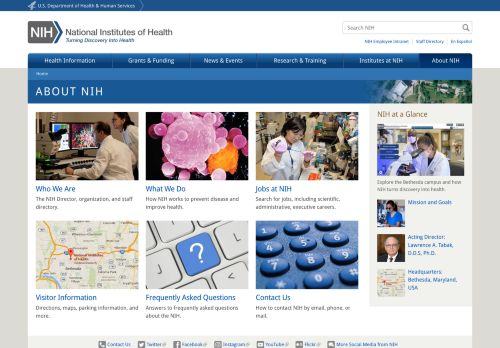 U.S. Department of Health & Human Services
NIH National Institutes of Health
Turning Discovery Into Health
Search NIH
NIH Employee Intranet Staff Directory En Español
Health Information Grants & Funding News & Events Research & Training Institutes at NIH About NIH
Home
ABOUT NIH
Who We Are
The NIH Director, organization, and staff
directory.
What We Do
How NIH works to prevent disease and
improve health.
Jobs at NIH
Search for jobs, including scientific,
administrative, executive careers.
National
Institutes
of Health
Bethesda
Visitor Information
Directions, maps, parking information, and
more.
?
Frequently Asked Questions
Answers to frequently asked questions
about the NIH.
Contact Us
How to contact NIH by email, phone, or
mail.
NIH at a Glance
Explore the Bethesda campus and how
NIH turns discovery into health.
Mission and Goals
Acting Director:
Lawrence A. Tabak,
D.D.S, Ph.D.
Headquarters:
Bethesda, Maryland,
USA
Contact Us Twitter Facebook Instagram YouTube Flickr More Social Media from NIH